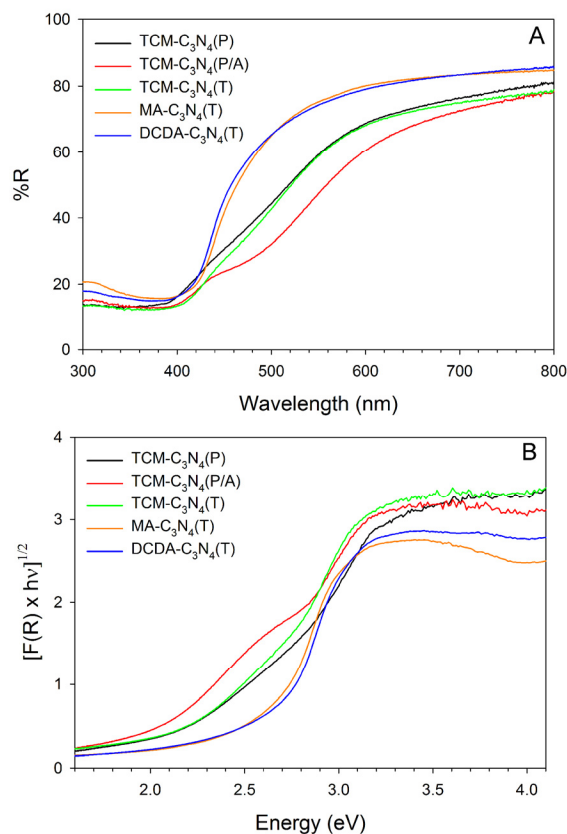 A
TCM-C₃N₄(P)
TCM-C₃N₄(P/A)
TCM-C₃N₄(T)
MA-C₃N₄(T)
DCDA-C₃N₄(T)
100
80
60
40
20
0
%R
300 400 500 600 700 800
Wavelength (nm)
B
TCM-C₃N₄(P)
TCM-C₃N₄(P/A)
TCM-C₃N₄(T)
MA-C₃N₄(T)
DCDA-C₃N₄(T)
4
3
2
1
0
[F(R) x hν]^1/2
2.0 2.5 3.0 3.5 4.0
Energy (eV)